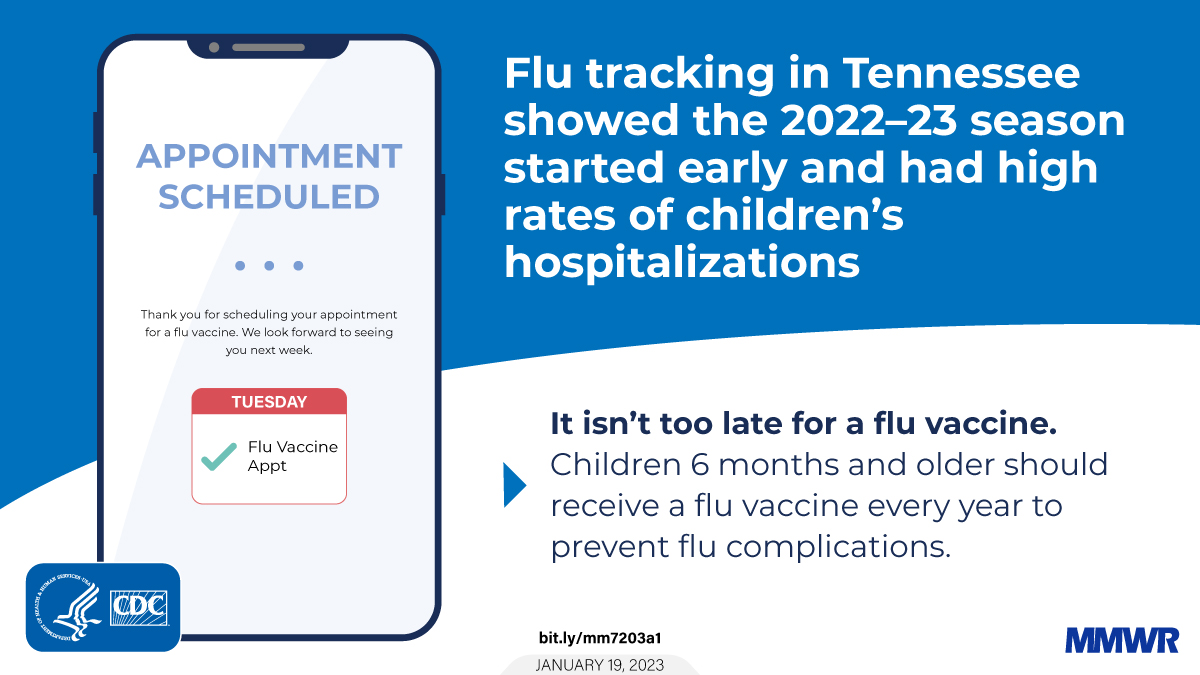 APPOINTMENT
SCHEDULED
Thank you for scheduling your appointment
for a flu vaccine. We look forward to seeing
you next week.
TUESDAY
Flu Vaccine
Appt
Flu tracking in Tennessee
showed the 2022–23 season
started early and had high
rates of children’s
hospitalizations
It isn’t too late for a flu vaccine.
Children 6 months and older should
receive a flu vaccine every year to
prevent flu complications.
DEPARTMENT OF HEALTH & HUMAN SERVICES USA
CDC
bit.ly/mm7203a1
JANUARY 19, 2023
MMWR